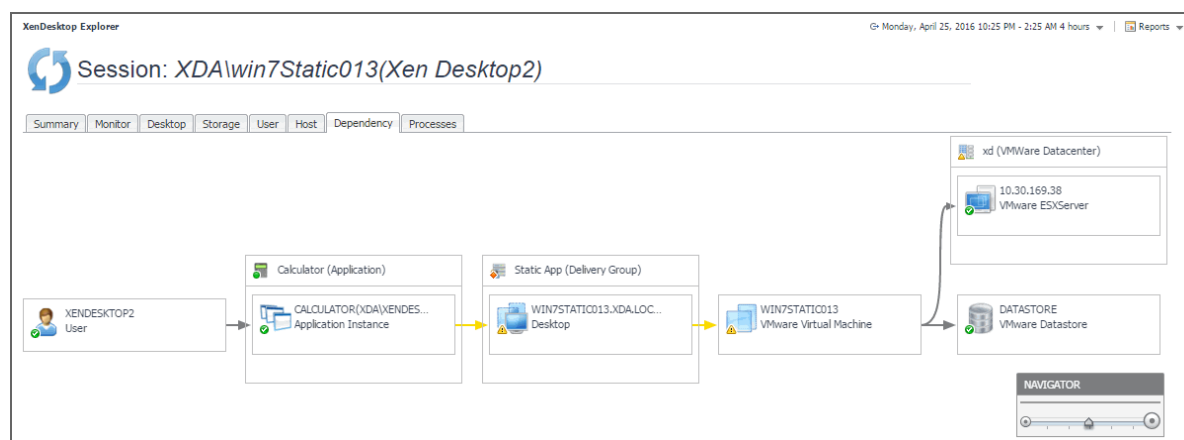 XenDesktop Explorer
Monday, April 25, 2016 10:25 PM - 2:25 AM 4 hours
Reports
Session: XDA\win7Static013(Xen Desktop2)
Summary Monitor Desktop Storage User Host Dependency Processes
xd (VMWare Datacenter)
10.30.169.38
VMware ESXServer
Calculator (Application)
Static App (Delivery Group)
XENDESKTOP2
User
CALCULATOR(XDA\XENDES...
Application Instance
WIN7STATIC013.XDA.LOC...
Desktop
WIN7STATIC013
VMware Virtual Machine
DATASTORE
VMware Datastore
NAVIGATOR